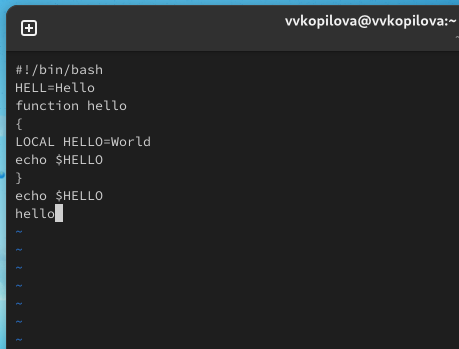 vvkopilova@vvkopilova:~
#!/bin/bash
HELL=Hello
function hello
{
LOCAL HELLO=World
echo $HELLO
}
echo $HELLO
hello
~
~
~
~
~
~
~